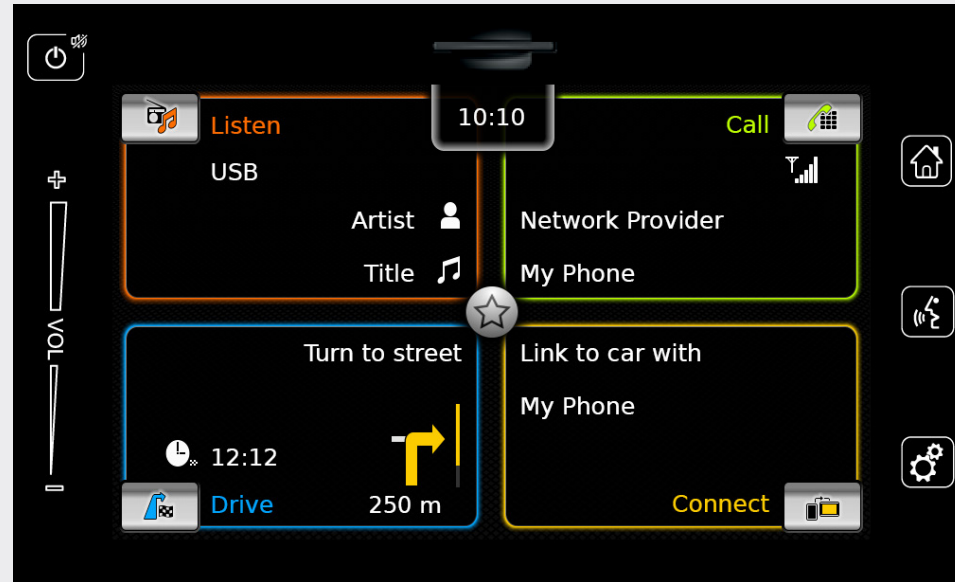 10:10
Listen
USB
Artist
Title
Call
Network Provider
My Phone
VOL
Turn to street
12:12
Drive
250 m
Link to car with
My Phone
Connect